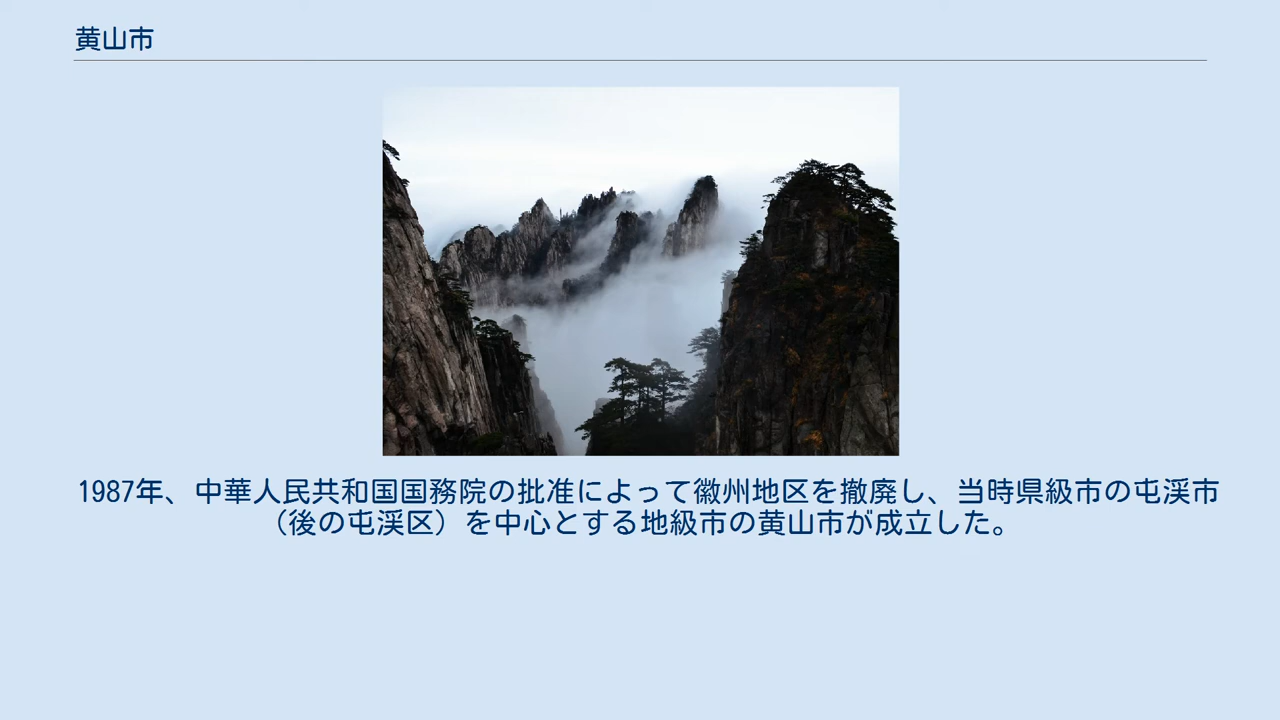 黄山市
1987年、中華人民共和国国務院の批准によって徽州地区を撤廃し、当時県級市の屯渓市
（後の屯渓区）を中心とする地級市の黄山市が成立した。